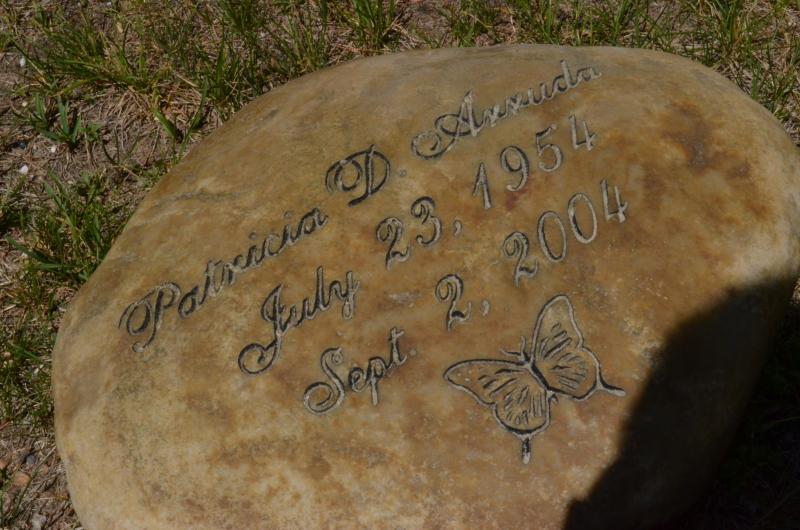 Patricia D. Arruda
July 23, 1954
Sept. 2, 2004